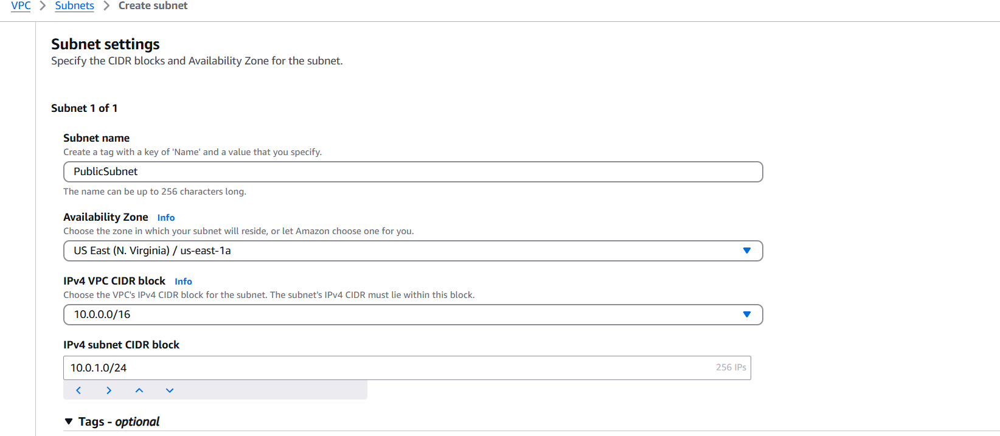 VPC > Subnets > Create subnet
Subnet settings
Specify the CIDR blocks and Availability Zone for the subnet.
Subnet 1 of 1
Subnet name
Create a tag with a key of 'Name' and a value that you specify.
PublicSubnet
The name can be up to 256 characters long.
Availability Zone Info
Choose the zone in which your subnet will reside, or let Amazon choose one for you.
US East (N. Virginia) / us-east-1a
IPv4 VPC CIDR block Info
Choose the VPC's IPv4 CIDR block for the subnet. The subnet's IPv4 CIDR must lie within this block.
10.0.0.0/16
IPv4 subnet CIDR block
10.0.1.0/24 256 IPs
Tags - optional